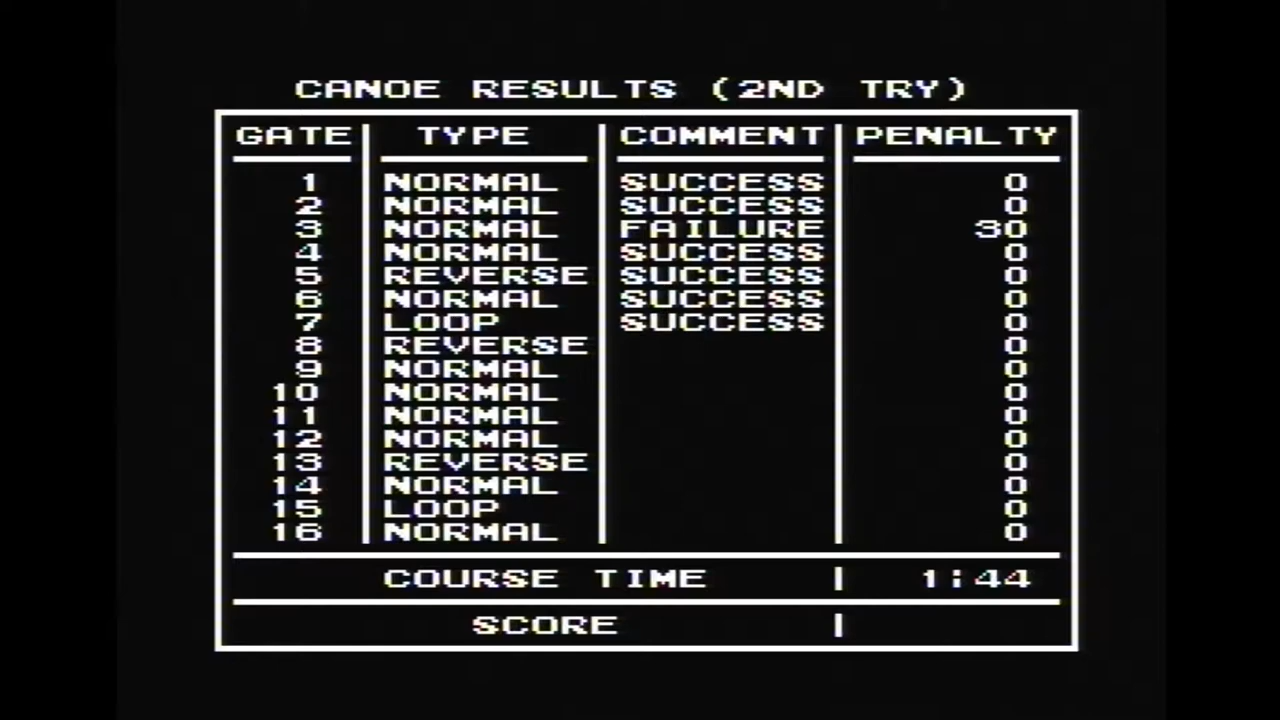 CANOE RESULTS (2ND TRY)
GATE TYPE COMMENT PENALTY
1 NORMAL SUCCESS 0
2 NORMAL SUCCESS 0
3 NORMAL FAILURE 30
4 NORMAL SUCCESS 0
5 REVERSE SUCCESS 0
6 NORMAL SUCCESS 0
7 LOOP SUCCESS 0
8 REVERSE 0
9 NORMAL 0
10 NORMAL 0
11 NORMAL 0
12 NORMAL 0
13 REVERSE 0
14 NORMAL 0
15 LOOP 0
16 NORMAL 0
COURSE TIME 1:44
SCORE